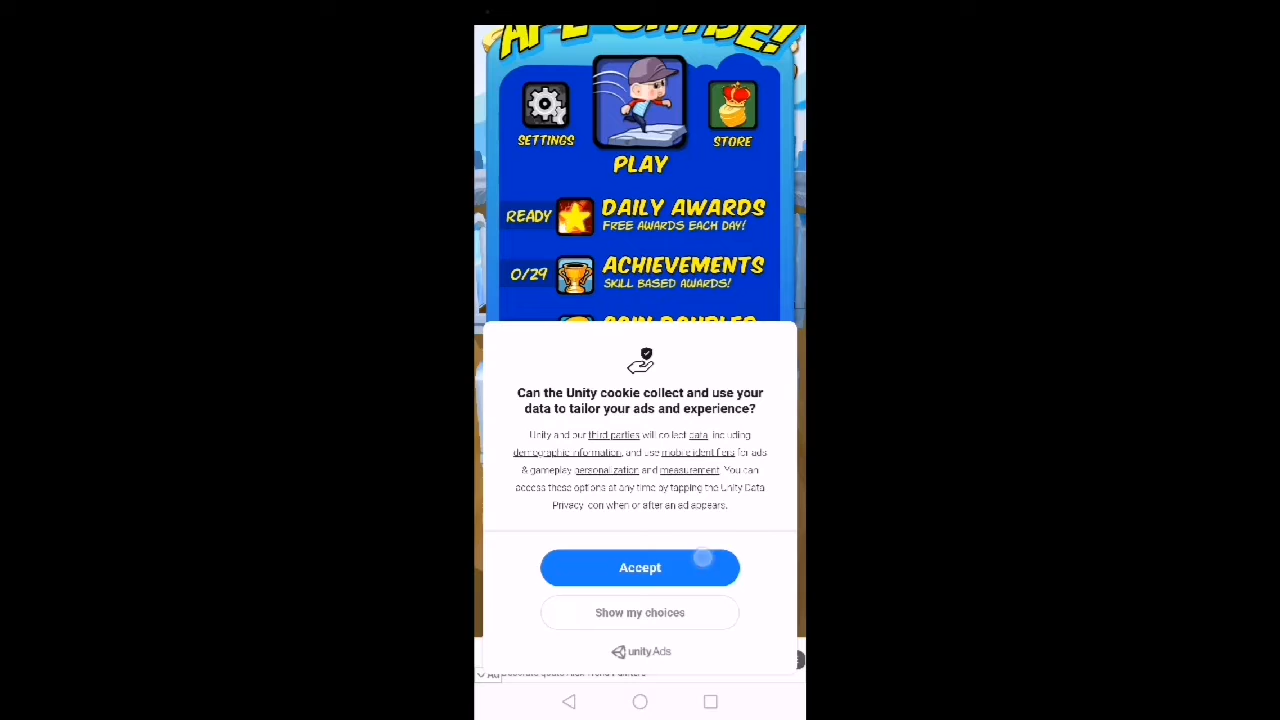 SETTINGS
STORE
PLAY
READY
DAILY AWARDS
FREE AWARDS EACH DAY!
0/29
ACHIEVEMENTS
SKILL BASED AWARDS!
Can the Unity cookie collect and use your
data to tailor your ads and experience?
Unity and our third parties will collect data, including
demographic information, and use mobile identifiers for ads
& gameplay personalization and measurement. You can
access these options at any time by tapping the Unity Data
Privacy icon when or after an ad appears.
Accept
Show my choices
unity Ads
Ad